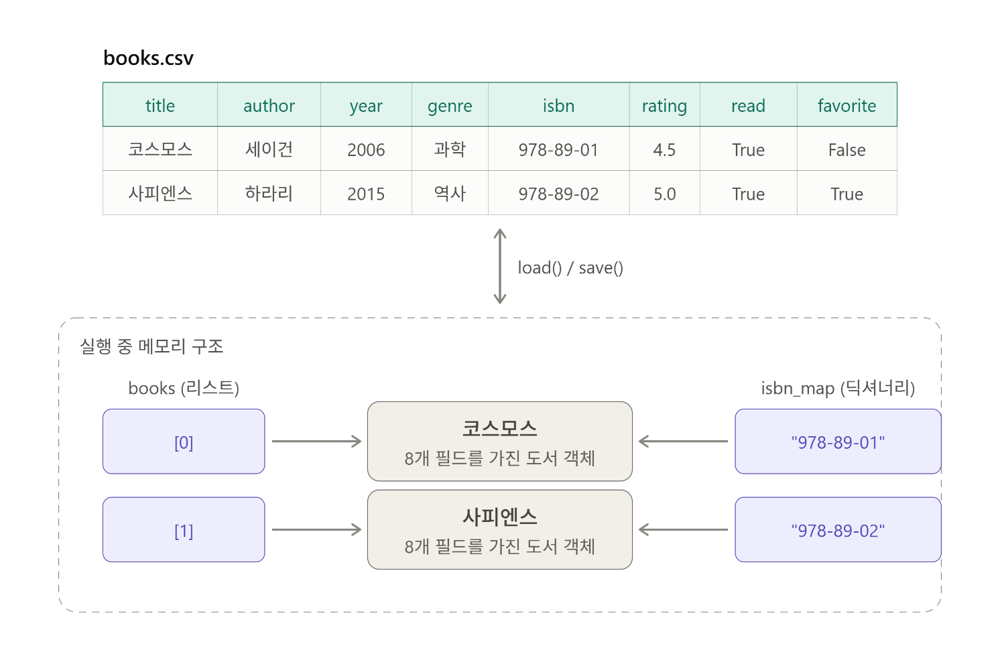 books.csv
title author year genre isbn rating read favorite
코스모스 세이건 2006 과학 978-89-01 4.5 True False
사피엔스 하라리 2015 역사 978-89-02 5.0 True True
load() / save()
실행 중 메모리 구조
books (리스트) isbn_map (딕셔너리)
[0] 코스모스 "978-89-01"
8개 필드를 가진 도서 객체
[1] 사피엔스 "978-89-02"
8개 필드를 가진 도서 객체